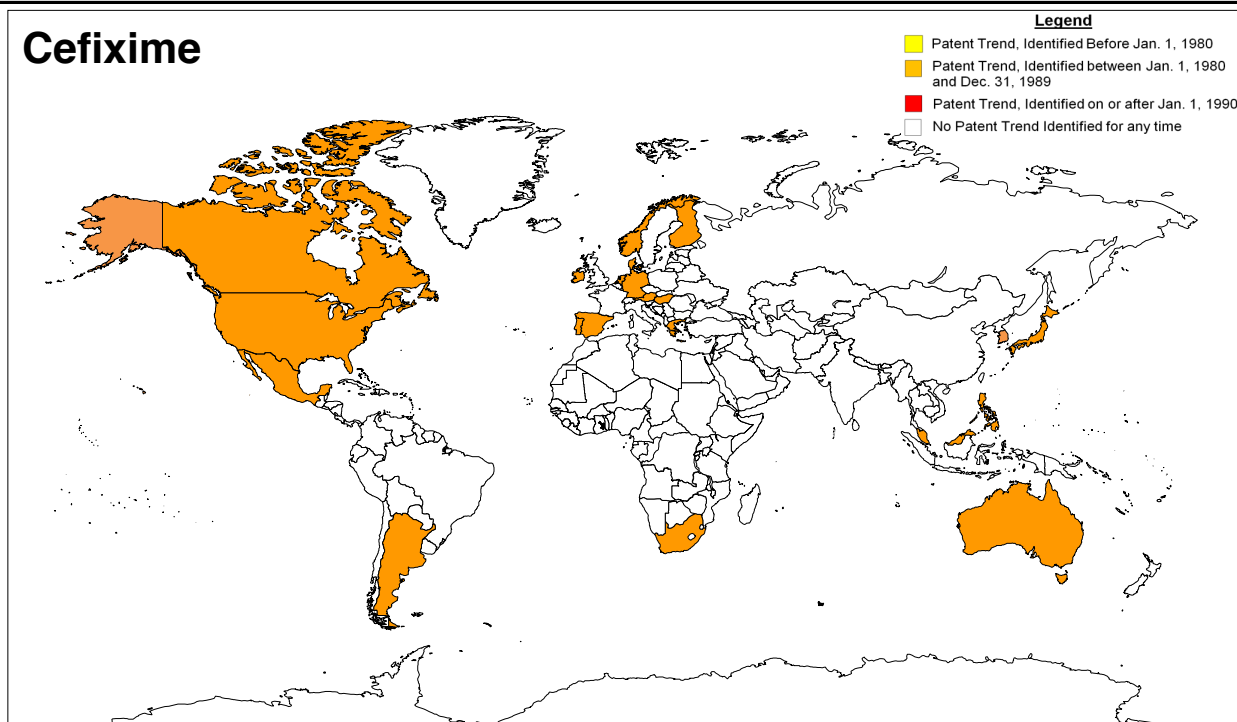 Cefixime
Legend
Patent Trend, Identified Before Jan. 1, 1980
Patent Trend, Identified between Jan. 1, 1980
and Dec. 31, 1989
Patent Trend, Identified on or after Jan. 1, 1990
No Patent Trend Identified for any time